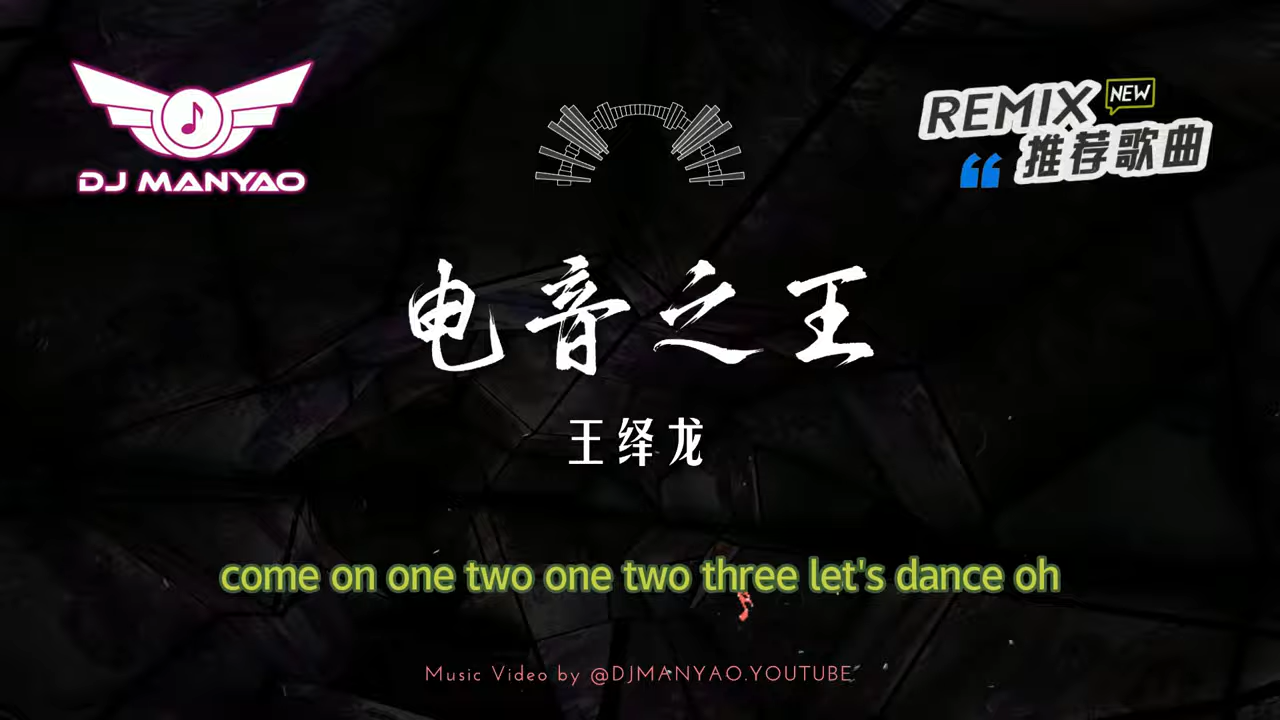 DJ MANYAO
REMIX NEW
推荐歌曲
电音之王
王绎龙
come on one two one two three let's dance oh
Music Video by @DJMANYAO.YOUTUBE